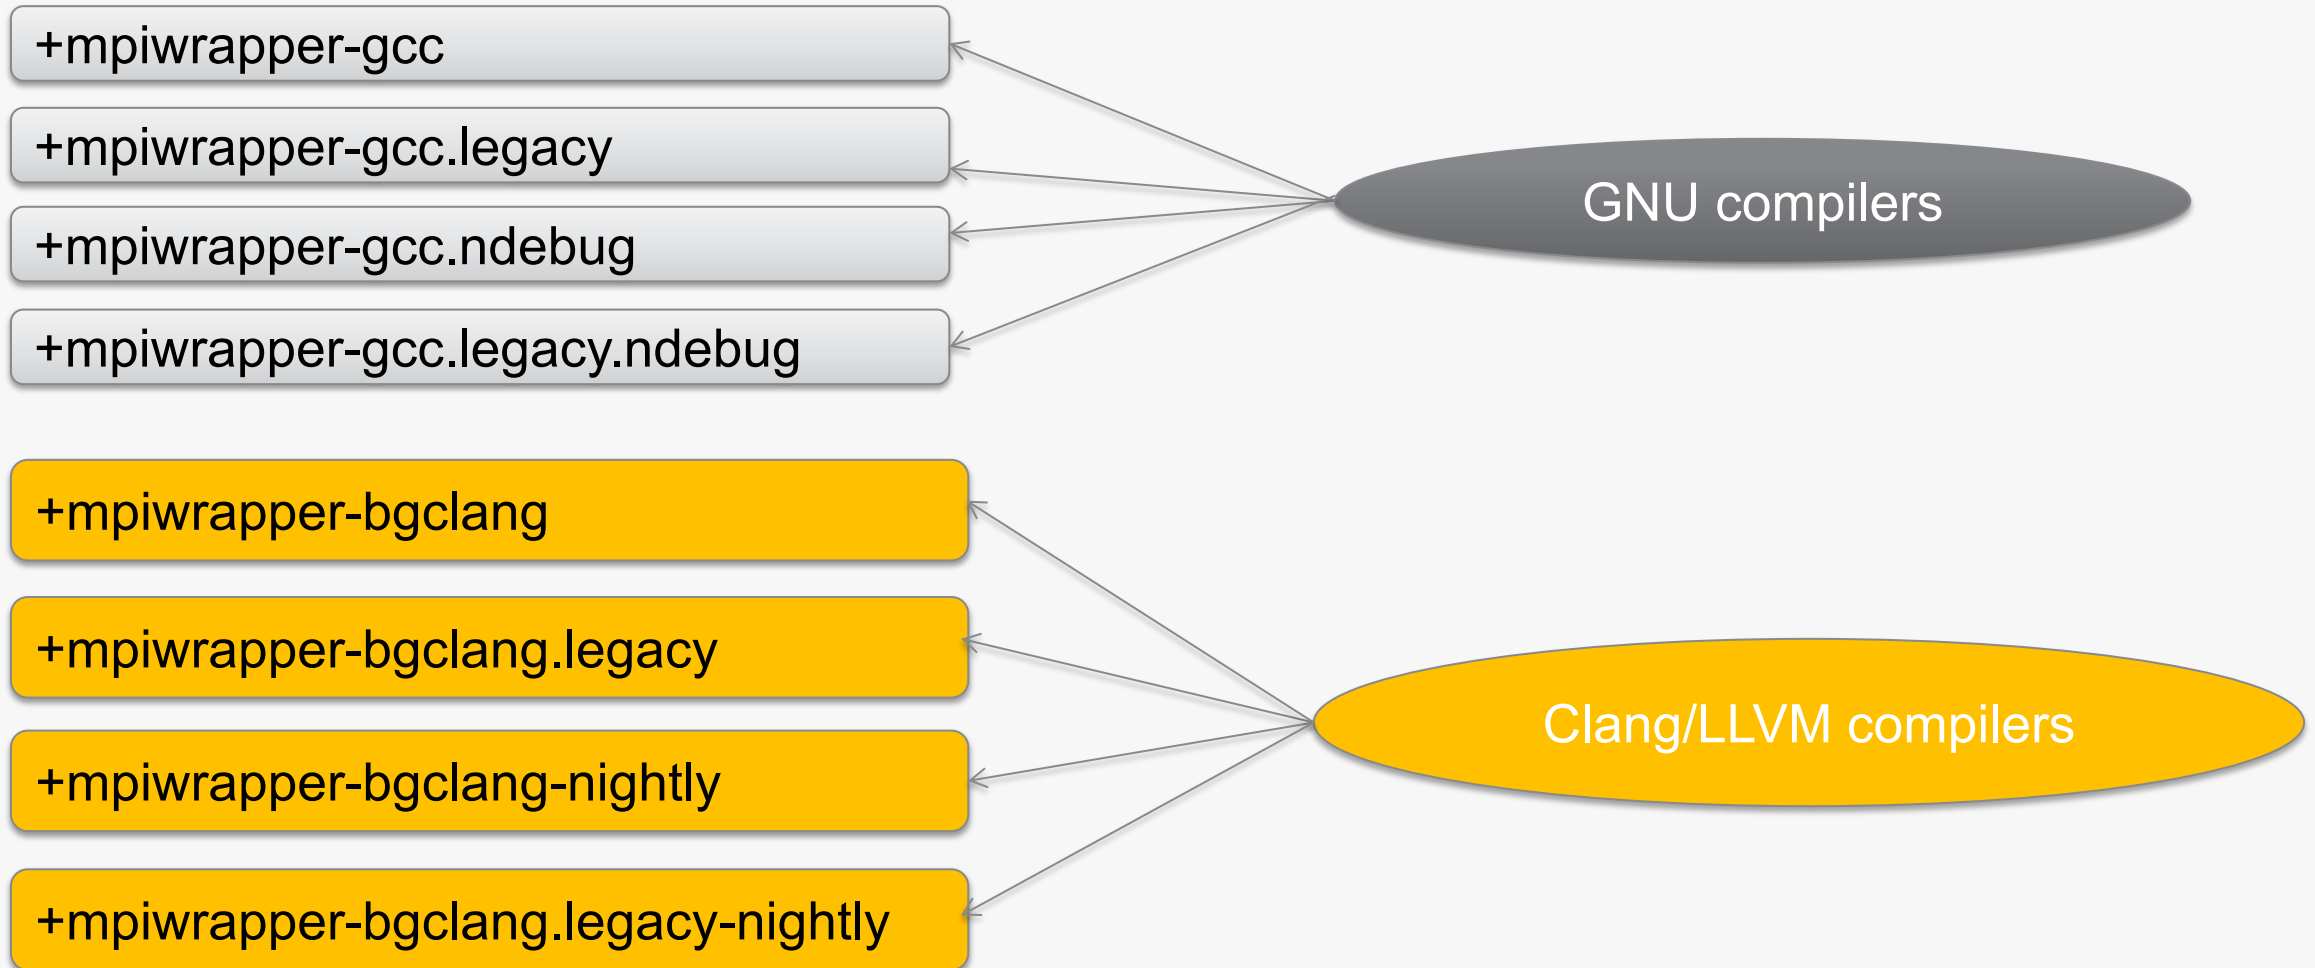 +mpiwrapper-gcc
+mpiwrapper-gcc.legacy
+mpiwrapper-gcc.ndebug
+mpiwrapper-gcc.legacy.ndebug
GNU compilers
+mpiwrapper-bgclang
+mpiwrapper-bgclang.legacy
+mpiwrapper-bgclang-nightly
+mpiwrapper-bgclang.legacy-nightly
Clang/LLVM compilers